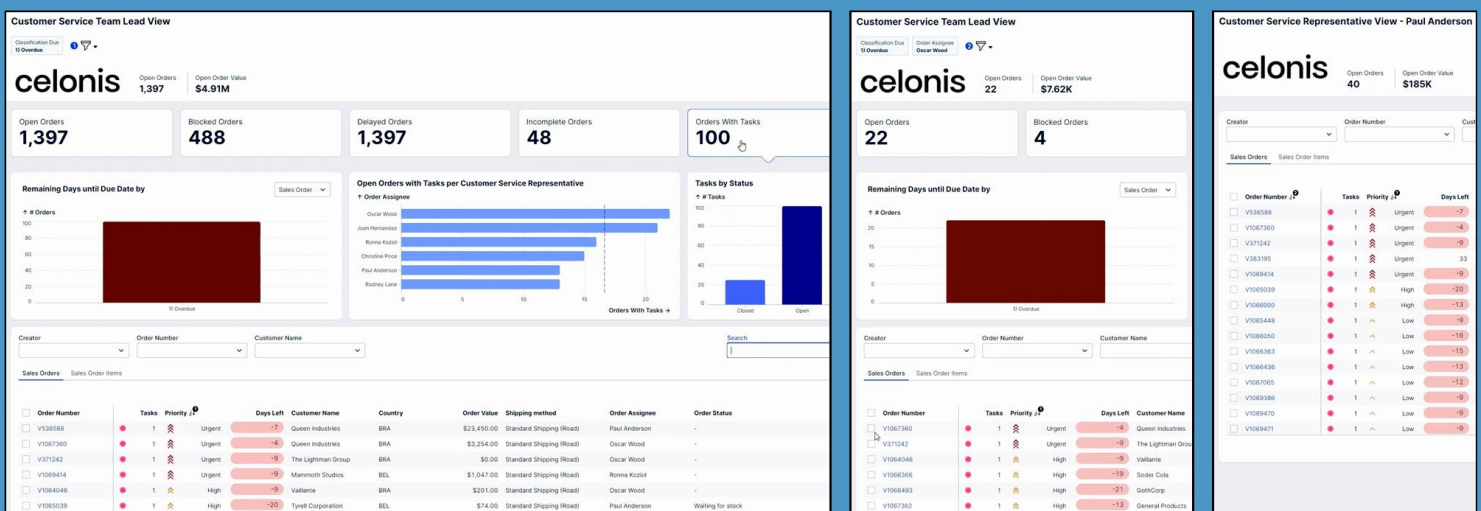 Customer Service Team Lead View
Classification Due
1) Overdue
1
celonis
Open Orders
1,397
Open Order Value
$4.91M
Open Orders
1,397
Blocked Orders
488
Delayed Orders
1,397
Incomplete Orders
48
Orders With Tasks
100
Remaining Days until Due Date by
Sales Order
↑ # Orders
100
80
60
40
20
0
1) Overdue
Open Orders with Tasks per Customer Service Representative
↑ Order Assignee
Oscar Wood
Joan Hernandez
Ronna Koziol
Christine Price
Paul Anderson
Rodney Lane
0 5 10 15 20
Orders With Tasks →
Tasks by Status
↑ # Tasks
100
80
60
40
20
0
Closed Open
Creator Order Number Customer Name Search
Sales Orders Sales Order Items
Order Number Tasks Priority 1 Days Left Customer Name Country Order Value Shipping method Order Assignee Order Status
V536588 1 Urgent -7 Queen Industries BRA $23,450.00 Standard Shipping (Road) Paul Anderson -
V1067360 1 Urgent -4 Queen Industries BRA $3,254.00 Standard Shipping (Road) Oscar Wood -
V371242 1 Urgent -9 The Lightman Group BRA $0.00 Standard Shipping (Road) Oscar Wood -
V1069414 1 Urgent -9 Mammoth Studios BEL $1,047.00 Standard Shipping (Road) Ronna Koziol -
V1064046 1 High -9 Vaillante BRA $201.00 Standard Shipping (Road) Oscar Wood -
V1065039 1 High -20 Tyrell Corporation BEL $74.00 Standard Shipping (Road) Paul Anderson Waiting for stock
Customer Service Team Lead View
Classification Due
1) Overdue
Order Assignee
Oscar Wood
2
celonis
Open Orders
22
Open Order Value
$7.62K
Open Orders
22
Blocked Orders
4
Remaining Days until Due Date by
Sales Order
↑ # Orders
20
15
10
5
0
1) Overdue
Creator Order Number Customer Name
Sales Orders Sales Order Items
Order Number Tasks Priority 1 Days Left Customer Name
V1067360 1 Urgent -4 Queen Industries
V371242 1 Urgent -9 The Lightman Grou
V1064046 1 High -9 Vaillante
V1066366 1 High -19 Soder Cola
V1066493 1 High -21 GothCorp
V1067362 1 High -13 General Products
Customer Service Representative View - Paul Anderson
celonis
Open Orders
40
Open Order Value
$185K
Creator Order Number Cust
Sales Orders Sales Order Items
Order Number 2 Tasks Priority 1 Days Left
V536588 1 Urgent -7
V1067360 1 Urgent -4
V371242 1 Urgent -9
V383195 1 Urgent 33
V1069414 1 Urgent -9
V1065039 1 High -20
V1066000 1 High -13
V1065448 1 Low -9
V1066050 1 Low -16
V1066363 1 Low -15
V1066436 1 Low -13
V1067065 1 Low -12
V1069386 1 Low -9
V1069470 1 Low -9
V1069471 1 Low -9